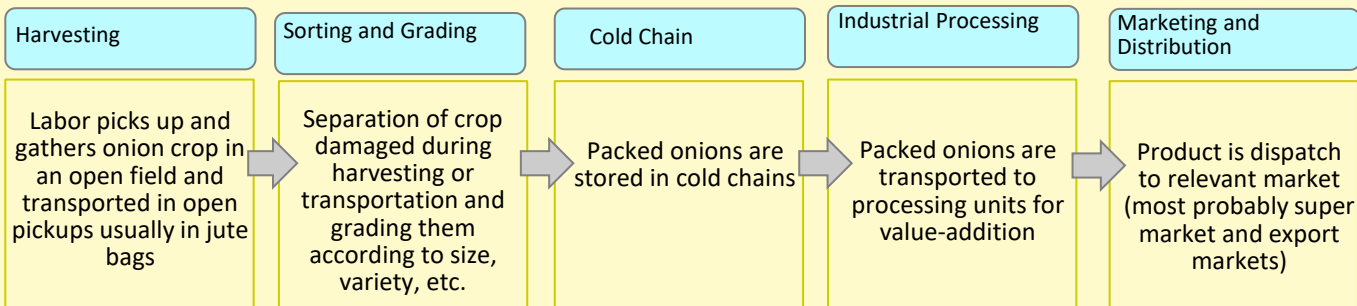 Harvesting
Sorting and Grading
Cold Chain
Industrial Processing
Marketing and
Distribution
Labor picks up and
gathers onion crop in
an open field and
transported in open
pickups usually in jute
bags
Separation of crop
damaged during
harvesting or
transportation and
grading them
according to size,
variety, etc.
Packed onions are
stored in cold chains
Packed onions are
transported to
processing units for
value-addition
Product is dispatch
to relevant market
(most probably super
market and export
markets)